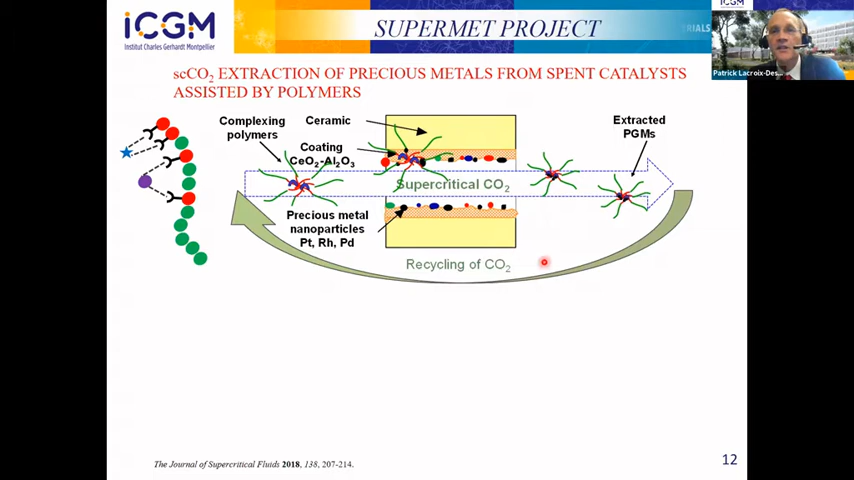 iCGM
Institut Charles Gerhardt Montpellier
SUPERMET PROJECT
ERIALS
iCGM
Patrick Lacroix-Des...
scCO2 EXTRACTION OF PRECIOUS METALS FROM SPENT CATALYSTS
ASSISTED BY POLYMERS
Complexing
polymers
Ceramic
Coating
CeO2-Al2O3
Extracted
PGMs
Supercritical CO2
Precious metal
nanoparticles
Pt, Rh, Pd
Recycling of CO2
The Journal of Supercritical Fluids 2018, 138, 207-214.
12